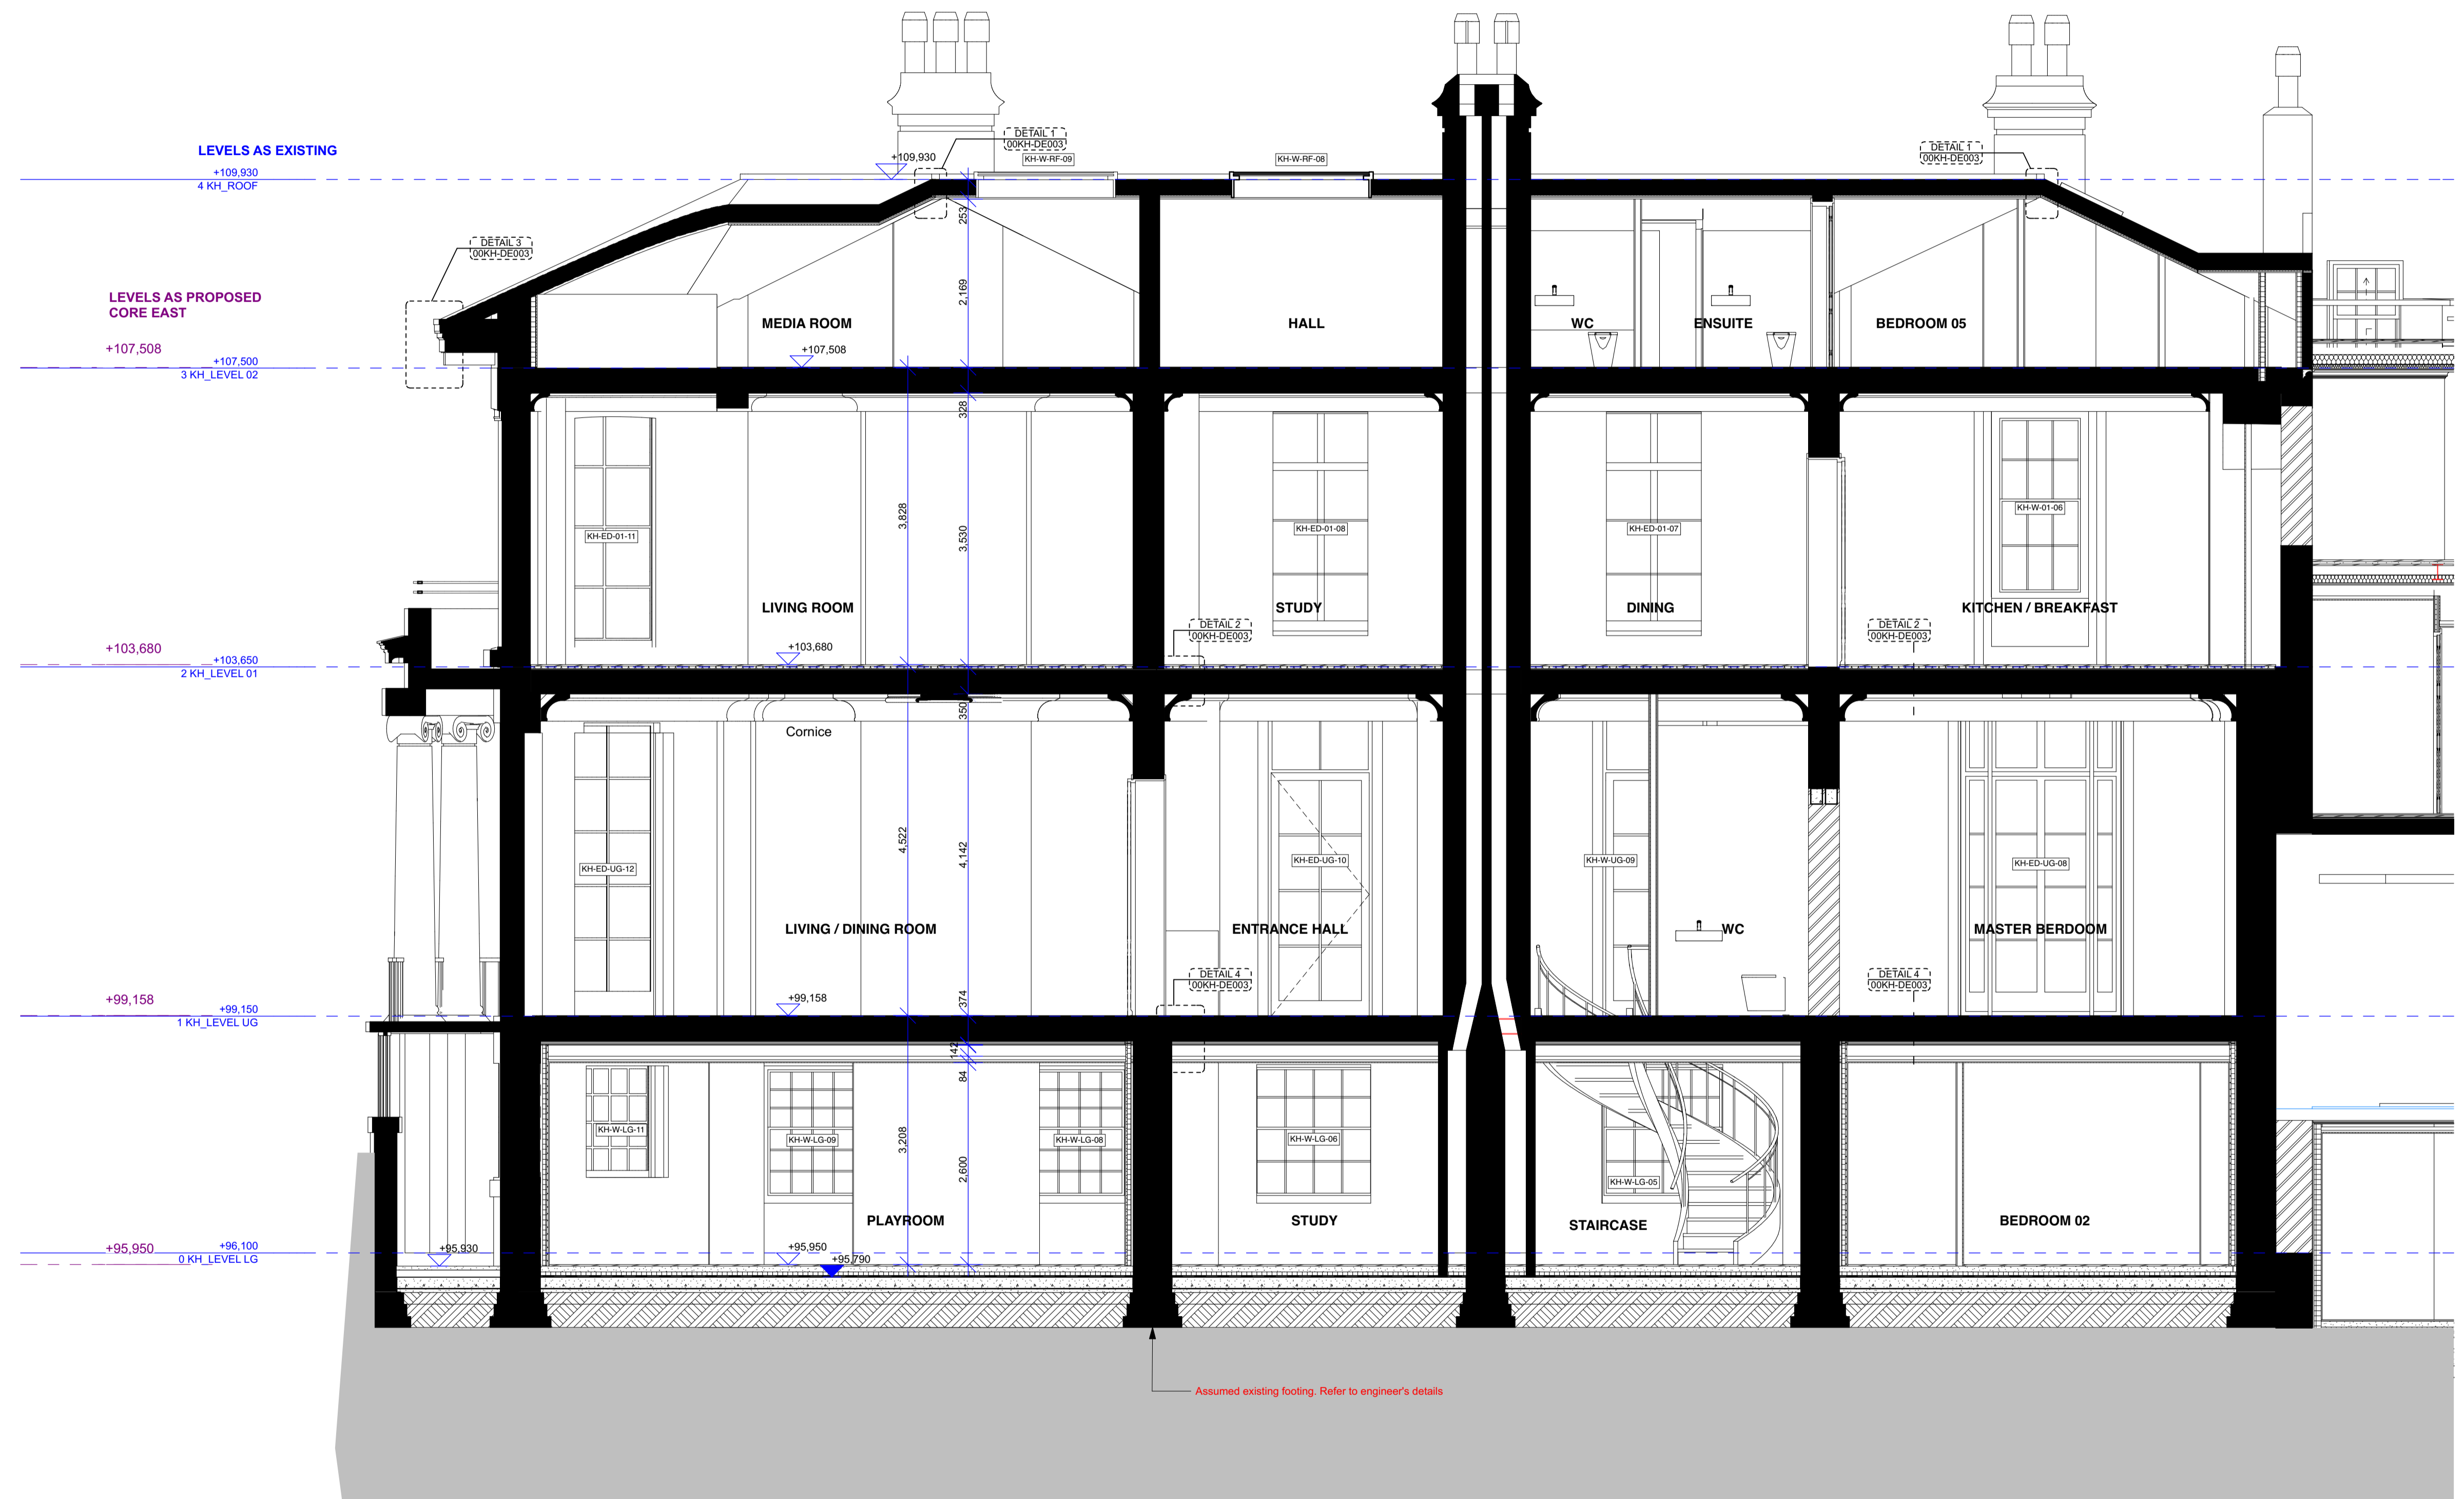 DETAIL 1
00KH-DE003
KH-W-RF-09
KH-W-RF-08
DETAIL 1
00KH-DE003
LEVELS AS EXISTING
+109,930
+109,930
4 KH_ROOF
253
DETAIL 3
00KH-DE003
2,169
LEVELS AS PROPOSED
CORE EAST
MEDIA ROOM
HALL
WC
ENSUITE
BEDROOM 05
+107,508
+107,508
+107,500
3 KH_LEVEL 02
328
3,828
3,530
KH-ED-01-11
KH-ED-01-08
KH-ED-01-07
KH-W-01-06
LIVING ROOM
STUDY
DINING
KITCHEN / BREAKFAST
DETAIL 2
00KH-DE003
DETAIL 2
00KH-DE003
+103,680
+103,680
+103,650
2 KH_LEVEL 01
350
Cornice
4,522
4,142
KH-ED-UG-12
KH-ED-UG-10
KH-W-UG-09
KH-ED-UG-08
LIVING / DINING ROOM
ENTRANCE HALL
WC
MASTER BERDOOM
DETAIL 4
00KH-DE003
DETAIL 4
00KH-DE003
+99,158
+99,158
374
+99,150
1 KH_LEVEL UG
142
84
3,208
2,600
KH-W-LG-11
KH-W-LG-09
KH-W-LG-08
KH-W-LG-06
KH-W-LG-05
PLAYROOM
STUDY
STAIRCASE
BEDROOM 02
+95,950
+96,100
+95,930
+95,950
0 KH_LEVEL LG
+95,790
Assumed existing footing. Refer to engineer's details